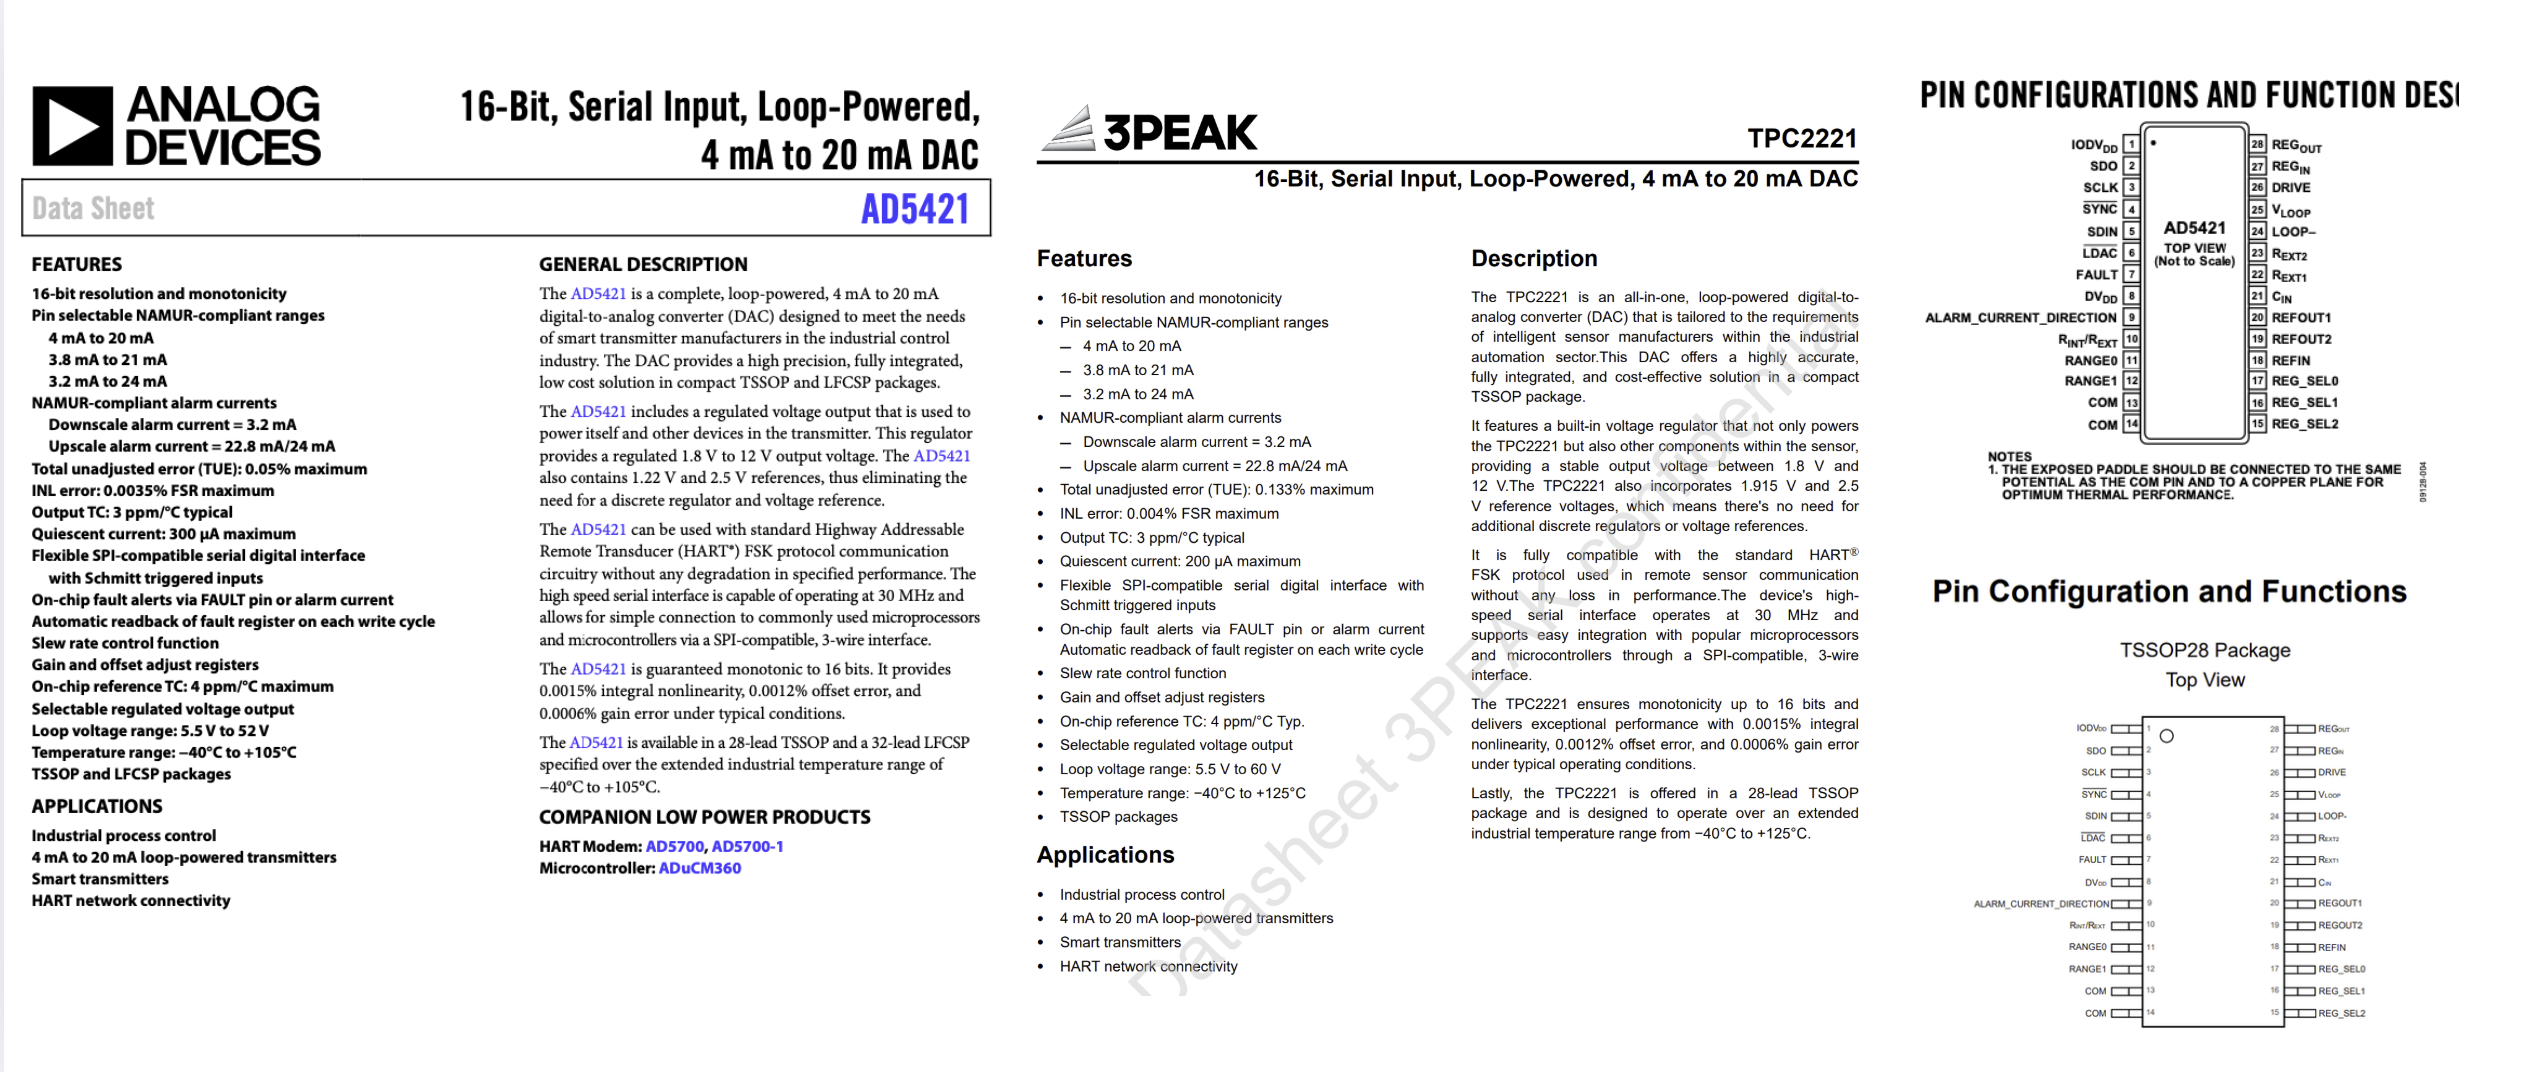 ANALOG
DEVICES
16-Bit, Serial Input, Loop-Powered,
4 mA to 20 mA DAC
Data Sheet
AD5421
FEATURES
16-bit resolution and monotonicity
Pin selectable NAMUR-compliant ranges
4 mA to 20 mA
3.8 mA to 21 mA
3.2 mA to 24 mA
NAMUR-compliant alarm currents
Downscale alarm current = 3.2 mA
Upscale alarm current = 22.8 mA/24 mA
Total unadjusted error (TUE): 0.05% maximum
INL error: 0.0035% FSR maximum
Output TC: 3 ppm/°C typical
Quiescent current: 300 µA maximum
Flexible SPI-compatible serial digital interface
with Schmitt triggered inputs
On-chip fault alerts via FAULT pin or alarm current
Automatic readback of fault register on each write cycle
Slew rate control function
Gain and offset adjust registers
On-chip reference TC: 4 ppm/°C maximum
Selectable regulated voltage output
Loop voltage range: 5.5 V to 52 V
Temperature range: −40°C to +105°C
TSSOP and LFCSP packages
APPLICATIONS
Industrial process control
4 mA to 20 mA loop-powered transmitters
Smart transmitters
HART network connectivity
GENERAL DESCRIPTION
The AD5421 is a complete, loop-powered, 4 mA to 20 mA
digital-to-analog converter (DAC) designed to meet the needs
of smart transmitter manufacturers in the industrial control
industry. The DAC provides a high precision, fully integrated,
low cost solution in compact TSSOP and LFCSP packages.
The AD5421 includes a regulated voltage output that is used to
power itself and other devices in the transmitter. This regulator
provides a regulated 1.8 V to 12 V output voltage. The AD5421
also contains 1.22 V and 2.5 V references, thus eliminating the
need for a discrete regulator and voltage reference.
The AD5421 can be used with standard Highway Addressable
Remote Transducer (HART®) FSK protocol communication
circuitry without any degradation in specified performance. The
high speed serial interface is capable of operating at 30 MHz and
allows for simple connection to commonly used microprocessors
and microcontrollers via a SPI-compatible, 3-wire interface.
The AD5421 is guaranteed monotonic to 16 bits. It provides
0.0015% integral nonlinearity, 0.0012% offset error, and
0.0006% gain error under typical conditions.
The AD5421 is available in a 28-lead TSSOP and a 32-lead LFCSP
specified over the extended industrial temperature range of
−40°C to +105°C.
COMPANION LOW POWER PRODUCTS
HART Modem: AD5700, AD5700-1
Microcontroller: ADuCM360
3PEAK
TPC2221
16-Bit, Serial Input, Loop-Powered, 4 mA to 20 mA DAC
Features
• 16-bit resolution and monotonicity
• Pin selectable NAMUR-compliant ranges
– 4 mA to 20 mA
– 3.8 mA to 21 mA
– 3.2 mA to 24 mA
• NAMUR-compliant alarm currents
– Downscale alarm current = 3.2 mA
– Upscale alarm current = 22.8 mA/24 mA
• Total unadjusted error (TUE): 0.133% maximum
• INL error: 0.004% FSR maximum
• Output TC: 3 ppm/°C typical
• Quiescent current: 200 µA maximum
• Flexible SPI-compatible serial digital interface with
Schmitt triggered inputs
• On-chip fault alerts via FAULT pin or alarm current
Automatic readback of fault register on each write cycle
• Slew rate control function
• Gain and offset adjust registers
• On-chip reference TC: 4 ppm/°C Typ.
• Selectable regulated voltage output
• Loop voltage range: 5.5 V to 60 V
• Temperature range: −40°C to +125°C
• TSSOP packages
Applications
• Industrial process control
• 4 mA to 20 mA loop-powered transmitters
• Smart transmitters
• HART network connectivity
Description
The TPC2221 is an all-in-one, loop-powered digital-to-
analog converter (DAC) that is tailored to the requirements
of intelligent sensor manufacturers within the industrial
automation sector.This DAC offers a highly accurate,
fully integrated, and cost-effective solution in a compact
TSSOP package.
It features a built-in voltage regulator that not only powers
the TPC2221 but also other components within the sensor,
providing a stable output voltage between 1.8 V and
12 V.The TPC2221 also incorporates 1.915 V and 2.5
V reference voltages, which means there's no need for
additional discrete regulators or voltage references.
It is fully compatible with the standard HART®
FSK protocol used in remote sensor communication
without any loss in performance.The device's high-
speed serial interface operates at 30 MHz and
supports easy integration with popular microprocessors
and microcontrollers through a SPI-compatible, 3-wire
interface.
The TPC2221 ensures monotonicity up to 16 bits and
delivers exceptional performance with 0.0015% integral
nonlinearity, 0.0012% offset error, and 0.0006% gain error
under typical operating conditions.
Lastly, the TPC2221 is offered in a 28-lead TSSOP
package and is designed to operate over an extended
industrial temperature range from −40°C to +125°C.
Datasheet 3PEAK confidential
PIN CONFIGURATIONS AND FUNCTION DES
IODVDD 1 28 REGOUT
SDO 2 27 REGIN
SCLK 3 26 DRIVE
SYNC 4 25 VLOOP
SDIN 5 24 LOOP−
LDAC 6 23 REXT2
FAULT 7 22 REXT1
DVDD 8 21 CIN
ALARM_CURRENT_DIRECTION 9 20 REFOUT1
RINT/REXT 10 19 REFOUT2
RANGE0 11 18 REFIN
RANGE1 12 17 REG_SEL0
COM 13 16 REG_SEL1
COM 14 15 REG_SEL2
AD5421
TOP VIEW
(Not to Scale)
NOTES
1. THE EXPOSED PADDLE SHOULD BE CONNECTED TO THE SAME
POTENTIAL AS THE COM PIN AND TO A COPPER PLANE FOR
OPTIMUM THERMAL PERFORMANCE.
09128-004
Pin Configuration and Functions
TSSOP28 Package
Top View
IODVDD 1 28 REGOUT
SDO 2 27 REGIN
SCLK 3 26 DRIVE
SYNC 4 25 VLOOP
SDIN 5 24 LOOP-
LDAC 6 23 REXT2
FAULT 7 22 REXT1
DVDD 8 21 CIN
ALARM_CURRENT_DIRECTION 9 20 REGOUT1
RINT/REXT 10 19 REGOUT2
RANGE0 11 18 REFIN
RANGE1 12 17 REG_SEL0
COM 13 16 REG_SEL1
COM 14 15 REG_SEL2